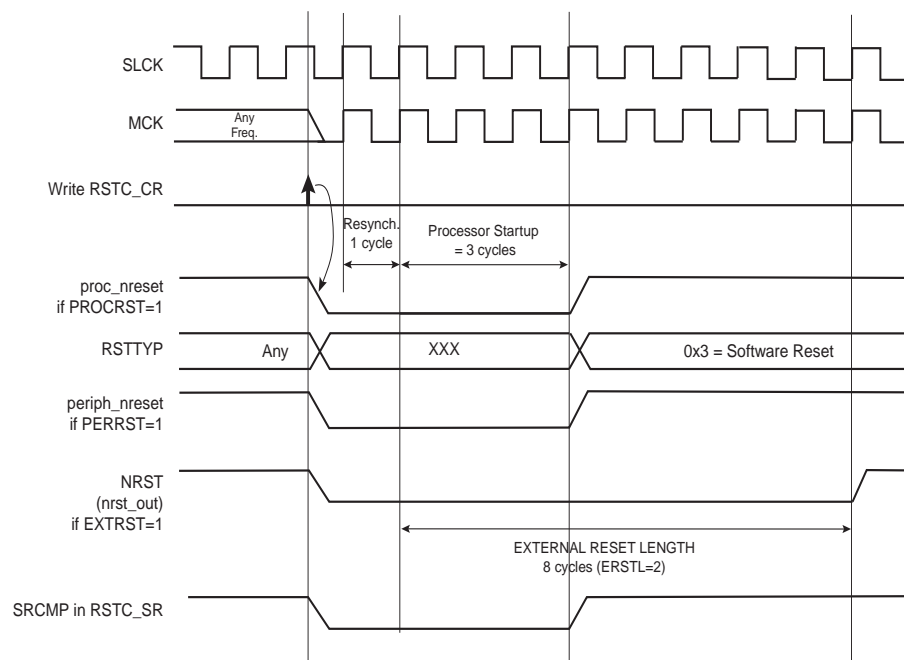 SLCK
MCK
Any
Freq.
Write RSTC_CR
Resynch.
1 cycle
Processor Startup
= 3 cycles
proc_nreset
if PROCRST=1
RSTTYP
Any
XXX
0x3 = Software Reset
periph_nreset
if PERRST=1
NRST
(nrst_out)
if EXTRST=1
EXTERNAL RESET LENGTH
8 cycles (ERSTL=2)
SRCMP in RSTC_SR